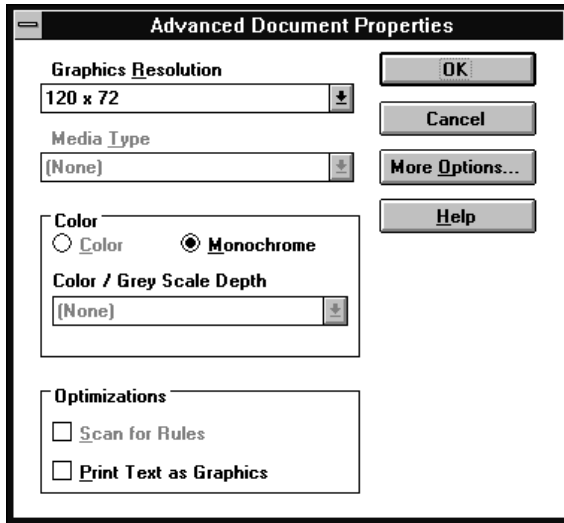 Advanced Document Properties
Graphics Resolution
120 x 72
Media Type
(None)
Color
Color
Monochrome
Color / Grey Scale Depth
(None)
Optimizations
Scan for Rules
Print Text as Graphics
OK
Cancel
More Options...
Help